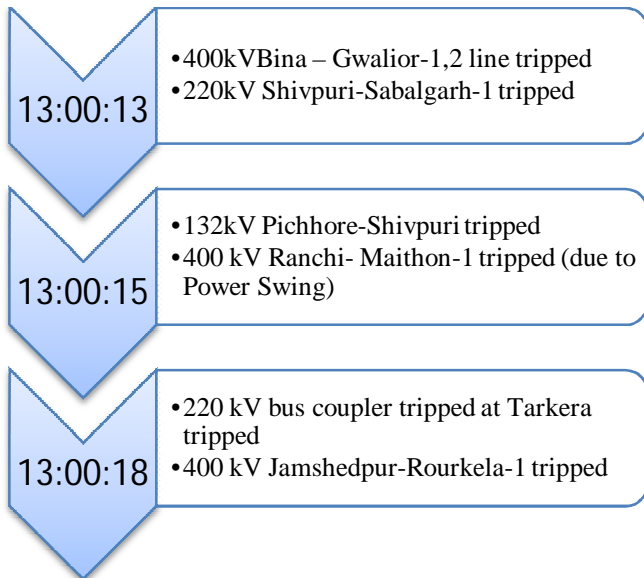 13:00:13
•400kVBina – Gwalior-1,2 line tripped
•220kV Shivpuri-Sabalgarh-1 tripped
13:00:15
•132kV Pichhore-Shivpuri tripped
•400 kV Ranchi- Maithon-1 tripped (due to
Power Swing)
13:00:18
•220 kV bus coupler tripped at Tarkera
tripped
•400 kV Jamshedpur-Rourkela-1 tripped